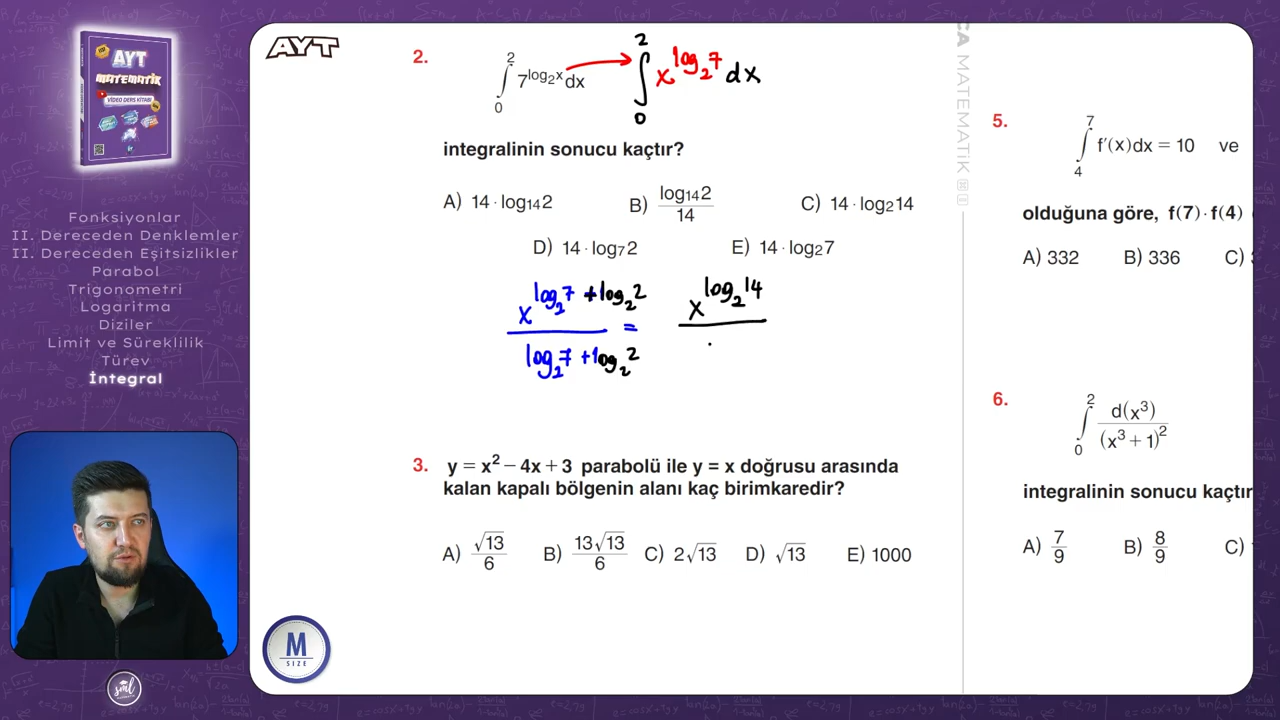 AYT
AYT
MATEMATİK
VİDEO DERS KİTABI
Fonksiyonlar
II. Dereceden Denklemler
II. Dereceden Eşitsizlikler
Parabol
Trigonometri
Logaritma
Diziler
Limit ve Süreklilik
Türev
İntegral
sml
2.
∫₀² 7^(log₂x) dx → ∫₀² x^(log₂7) dx
integralinin sonucu kaçtır?
A) 14 · log₁₄2 B) log₁₄2 / 14 C) 14 · log₂14
D) 14 · log₇2 E) 14 · log₂7
x^(log₂7 + log₂2) / (log₂7 + log₂2) = x^(log₂14)
3. y = x² – 4x + 3 parabolü ile y = x doğrusu arasında
kalan kapalı bölgenin alanı kaç birimkaredir?
A) √13 / 6 B) 13√13 / 6 C) 2√13 D) √13 E) 1000
M
SIZE
CA MATEMATİK
5.
∫₄⁷ f′(x)dx = 10 ve
olduğuna göre, f(7) · f(4)
A) 332 B) 336 C)
6.
∫₀² d(x³) / (x³ + 1)²
integralinin sonucu kaçtır
A) 7/9 B) 8/9 C)